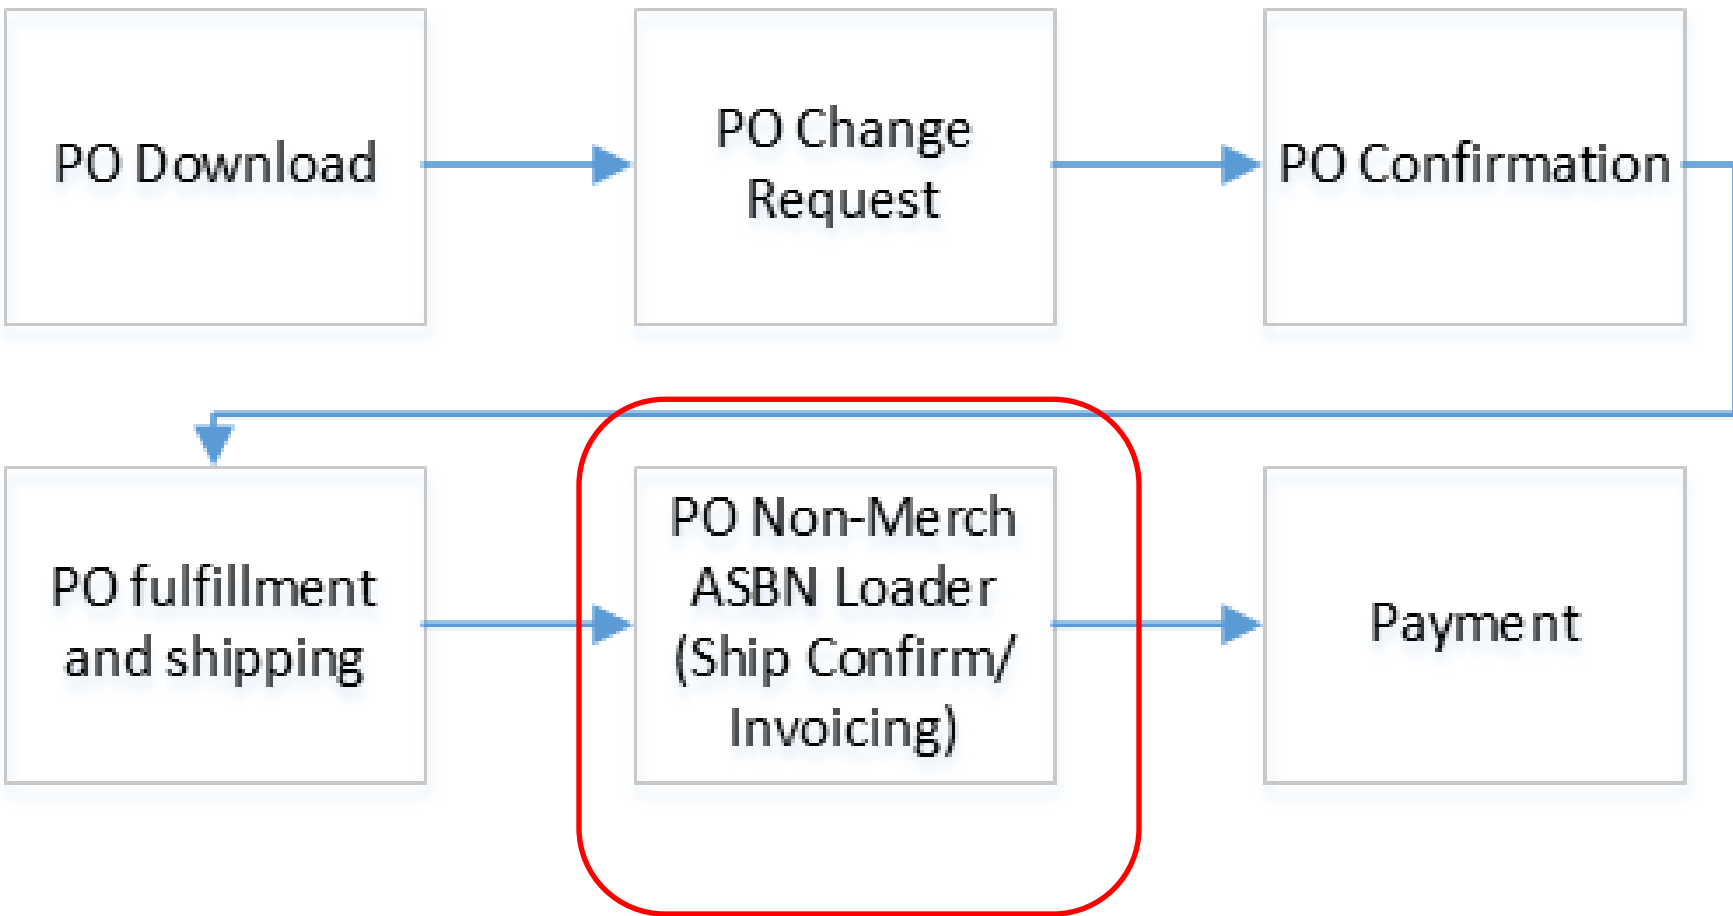 PO Download
PO Change
Request
PO Confirmation
PO fulfillment
and shipping
PO Non-Merch
ASBN Loader
(Ship Confirm/
Invoicing)
Payment